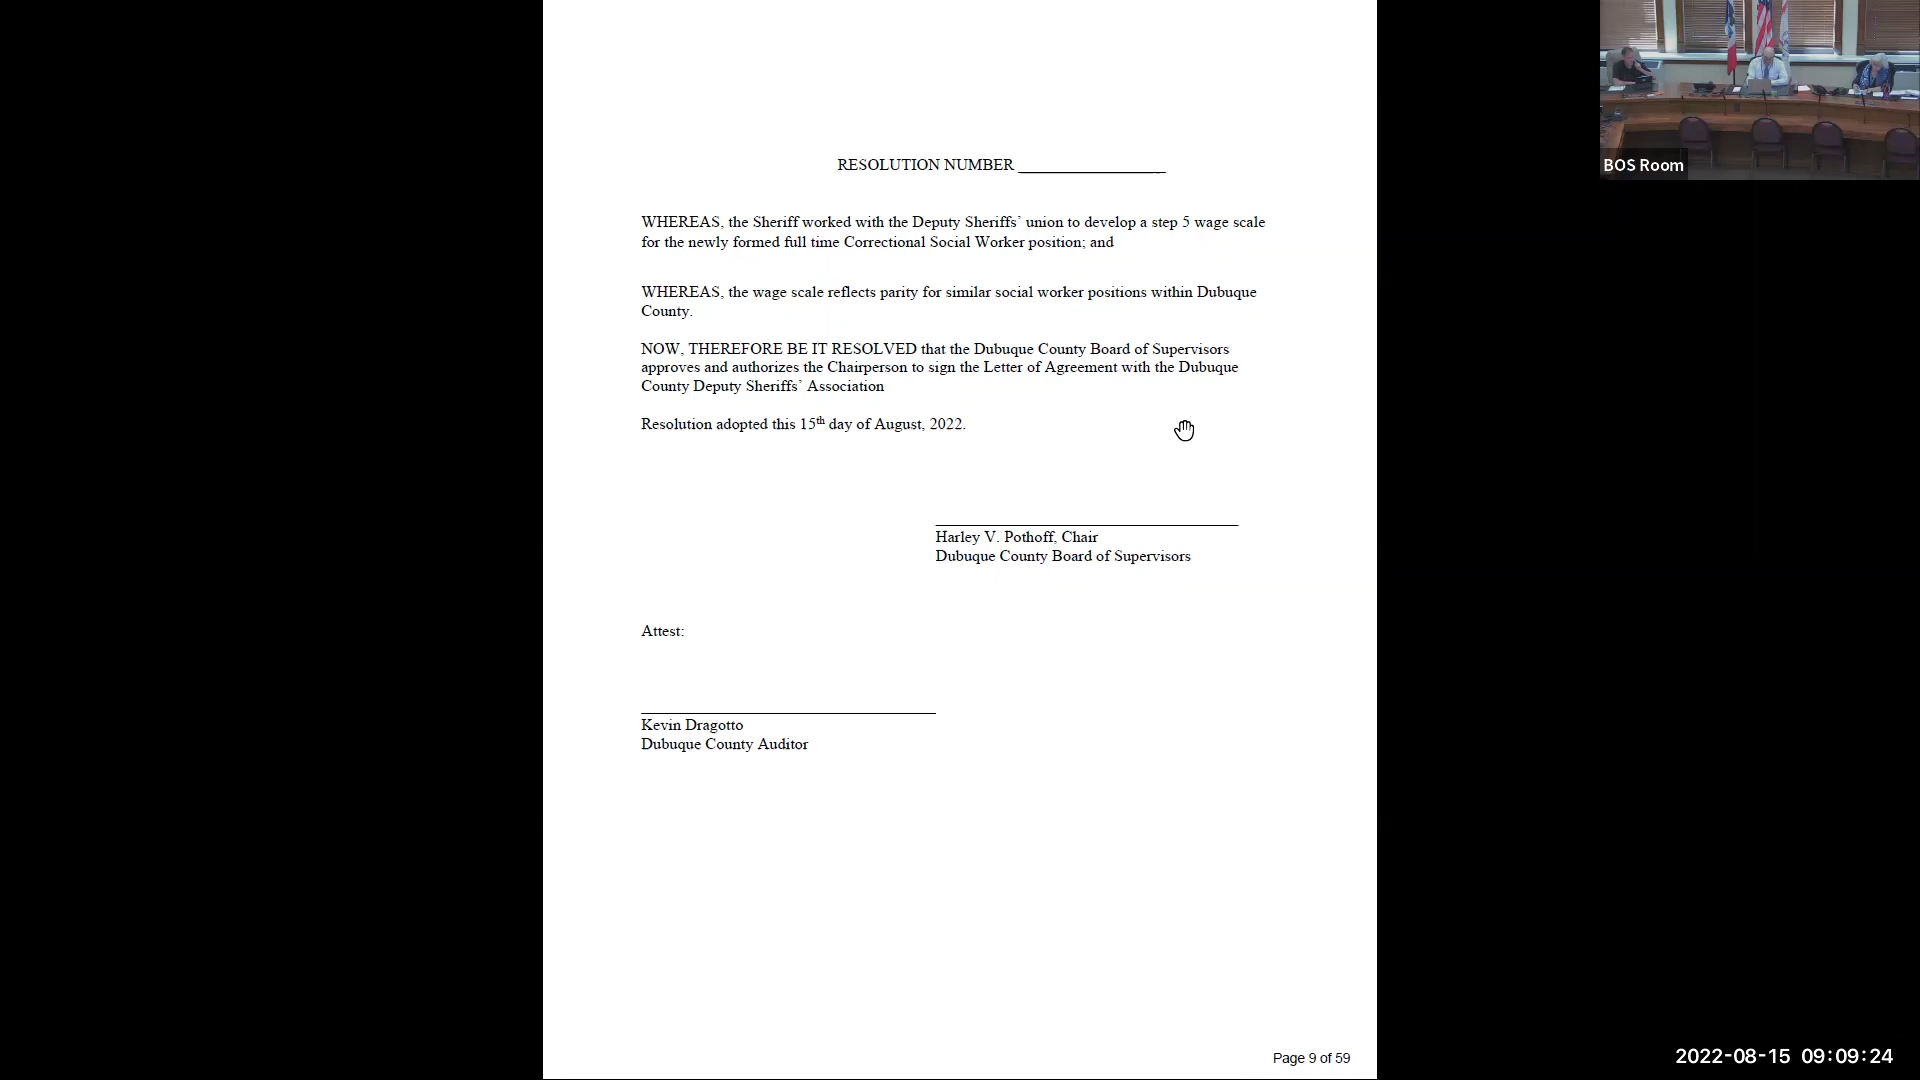 RESOLUTION NUMBER ___________________
WHEREAS, the Sheriff worked with the Deputy Sheriffs’ union to develop a step 5 wage scale
for the newly formed full time Correctional Social Worker position; and
WHEREAS, the wage scale reflects parity for similar social worker positions within Dubuque
County.
NOW, THEREFORE BE IT RESOLVED that the Dubuque County Board of Supervisors
approves and authorizes the Chairperson to sign the Letter of Agreement with the Dubuque
County Deputy Sheriffs’ Association
Resolution adopted this 15th day of August, 2022.
Harley V. Pothoff, Chair
Dubuque County Board of Supervisors
Attest:
Kevin Dragotto
Dubuque County Auditor
Page 9 of 59
BOS Room
2022-08-15 09:09:24